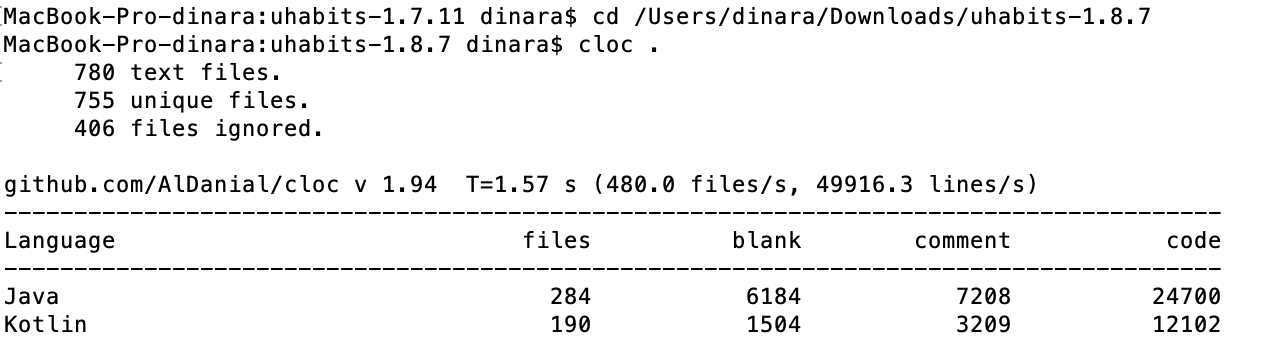 MacBook-Pro-dinara:uhabits-1.7.11 dinara$ cd /Users/dinara/Downloads/uhabits-1.8.7
MacBook-Pro-dinara:uhabits-1.8.7 dinara$ cloc .
     780 text files.
     755 unique files.
     406 files ignored.

github.com/AlDanial/cloc v 1.94  T=1.57 s (480.0 files/s, 49916.3 lines/s)
---------------------------------------------------------------------------------------
Language                             files          blank        comment           code
---------------------------------------------------------------------------------------
Java                                   284           6184           7208          24700
Kotlin                                 190           1504           3209          12102